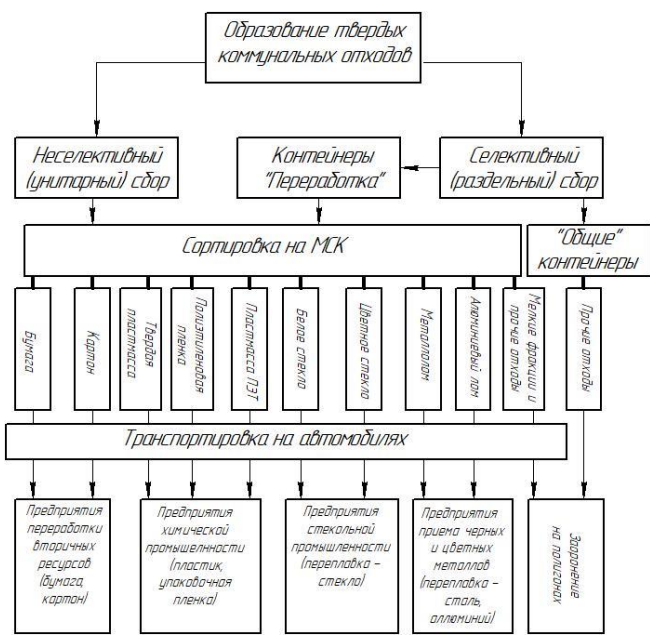 Образование твердых
коммунальных отходов
Неселективный
(унитарный) сбор
Контейнеры
"Переработка"
Селективный
(раздельный) сбор
Сортировка на МСК
"Общие"
контейнеры
Бумага
Картон
Твердая
пластмасса
Полиэтиленовая
пленка
Пластмасса ПЭТ
Белое стекло
Цветное стекло
Металлолом
Алюминиевый лом
Мелкие фракции и
прочие отходы
Прочие отходы
Транспортировка на автомобилях
Предприятия
переработки
вторичных
ресурсов
(бумага,
картон)
Предприятия
химической
промышелнности
(пластик,
упаковочная
пленка)
Предприятия
стекольной
промышленности
(переплавка –
стекло)
Предприятия
приема черных
и цветных
металлов
(переплавка –
сталь,
аллюминий)
Захоронение
на полигонах